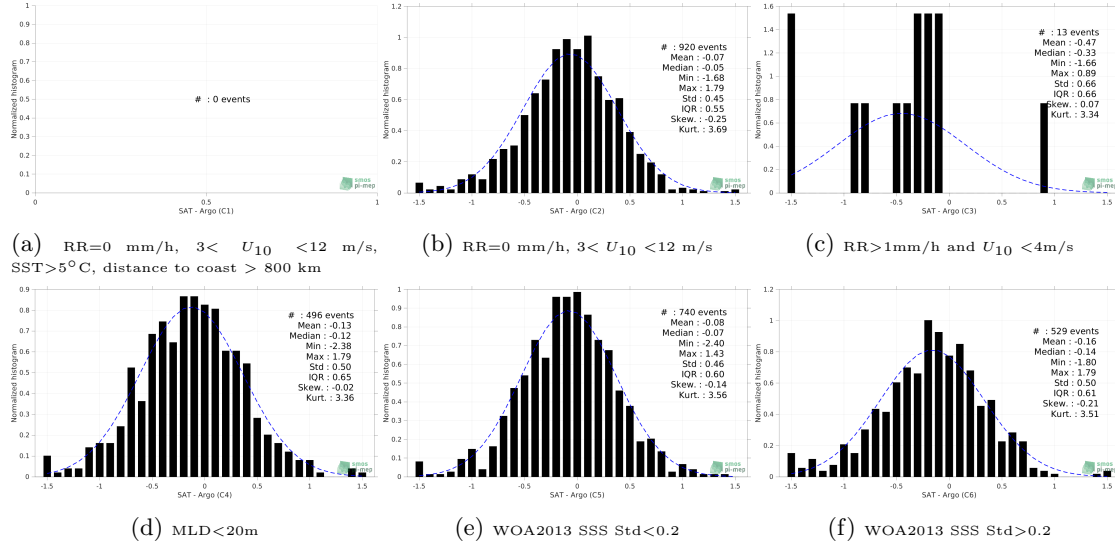 1
0.9
0.8
0.7
0.6
0.5
0.4
0.3
0.2
0.1
0
Normalized histogram
# : 0 events
smos
pi-mep
0 0.5 1
SAT - Argo (C1)
(a) RR=0 mm/h, 3< U10 <12 m/s,
SST>5°C, distance to coast > 800 km
1.2
1
0.8
0.6
0.4
0.2
0
Normalized histogram
# : 920 events
Mean : -0.07
Median : -0.05
Min : -1.68
Max : 1.79
Std : 0.45
IQR : 0.55
Skew. : -0.25
Kurt. : 3.69
smos
pi-mep
-1.5 -1 -0.5 0 0.5 1 1.5
SAT - Argo (C2)
(b) RR=0 mm/h, 3< U10 <12 m/s
1.6
1.4
1.2
1
0.8
0.6
0.4
0.2
0
Normalized histogram
# : 13 events
Mean : -0.47
Median : -0.33
Min : -1.66
Max : 0.89
Std : 0.66
IQR : 0.66
Skew. : 0.07
Kurt. : 3.34
smos
pi-mep
-1.5 -1 -0.5 0 0.5 1 1.5
SAT - Argo (C3)
(c) RR>1mm/h and U10 <4m/s
0.9
0.8
0.7
0.6
0.5
0.4
0.3
0.2
0.1
0
Normalized histogram
# : 496 events
Mean : -0.13
Median : -0.12
Min : -2.38
Max : 1.79
Std : 0.50
IQR : 0.65
Skew. : -0.02
Kurt. : 3.36
smos
pi-mep
-1.5 -1 -0.5 0 0.5 1 1.5
SAT - Argo (C4)
(d) MLD<20m
1
0.9
0.8
0.7
0.6
0.5
0.4
0.3
0.2
0.1
0
Normalized histogram
# : 740 events
Mean : -0.08
Median : -0.07
Min : -2.40
Max : 1.43
Std : 0.46
IQR : 0.60
Skew. : -0.14
Kurt. : 3.56
smos
pi-mep
-1.5 -1 -0.5 0 0.5 1 1.5
SAT - Argo (C5)
(e) WOA2013 SSS Std<0.2
1.2
1
0.8
0.6
0.4
0.2
0
Normalized histogram
# : 529 events
Mean : -0.16
Median : -0.14
Min : -1.80
Max : 1.79
Std : 0.50
IQR : 0.61
Skew. : -0.21
Kurt. : 3.51
smos
pi-mep
-1.5 -1 -0.5 0 0.5 1 1.5
SAT - Argo (C6)
(f) WOA2013 SSS Std>0.2